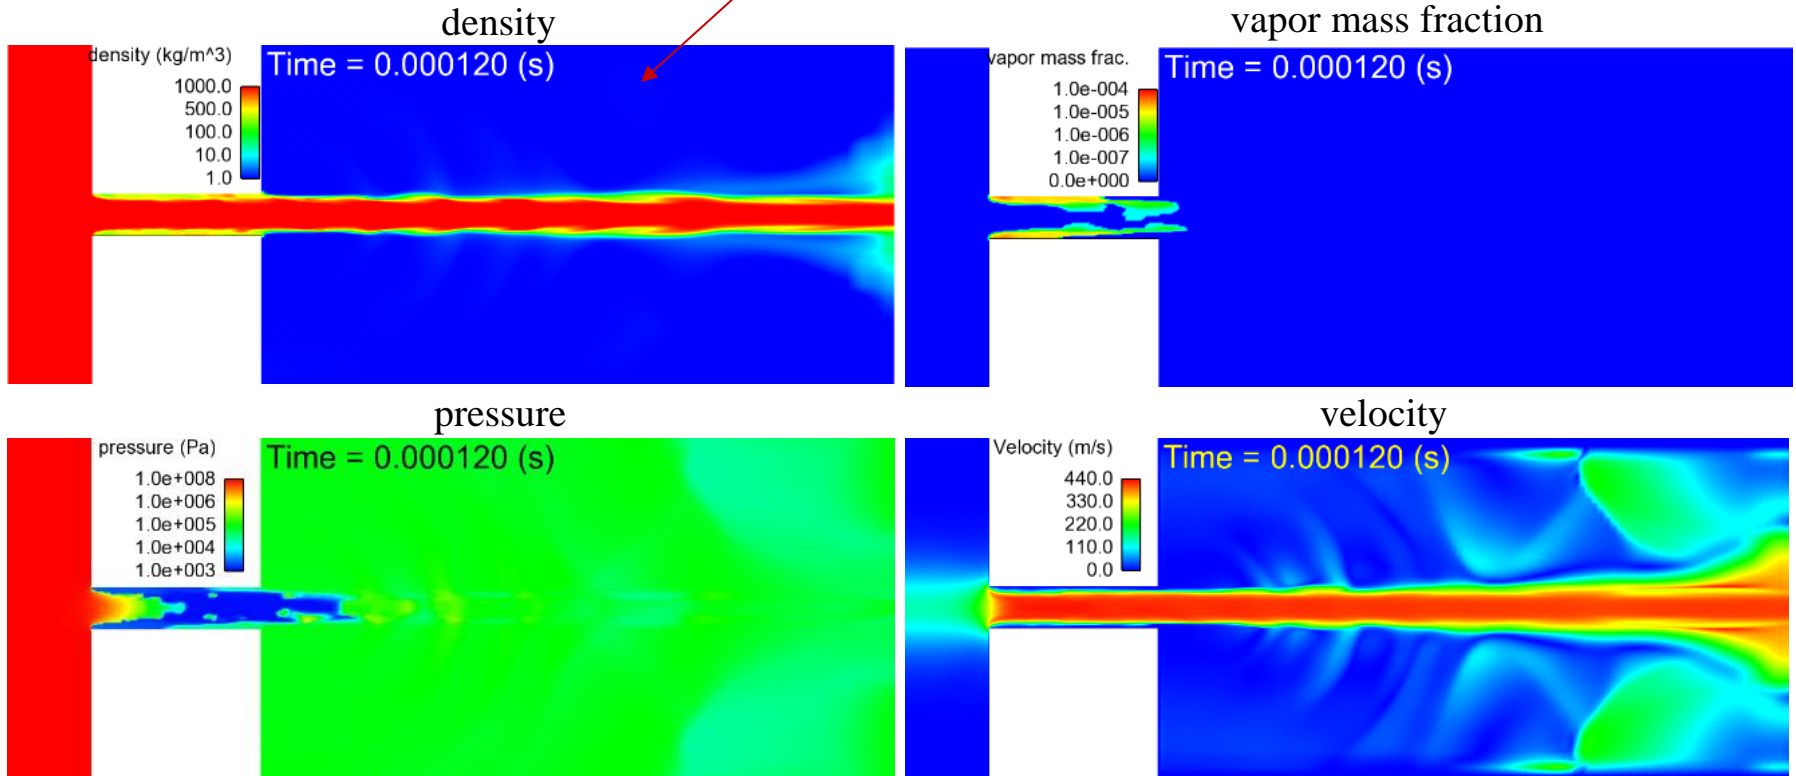 density
density (kg/m^3)
Time = 0.000120 (s)
1000.0
500.0
100.0
10.0
1.0
vapor mass fraction
vapor mass frac.
Time = 0.000120 (s)
1.0e-004
1.0e-005
1.0e-006
1.0e-007
0.0e+000
pressure
pressure (Pa)
Time = 0.000120 (s)
1.0e+008
1.0e+006
1.0e+005
1.0e+004
1.0e+003
velocity
Velocity (m/s)
Time = 0.000120 (s)
440.0
330.0
220.0
110.0
0.0